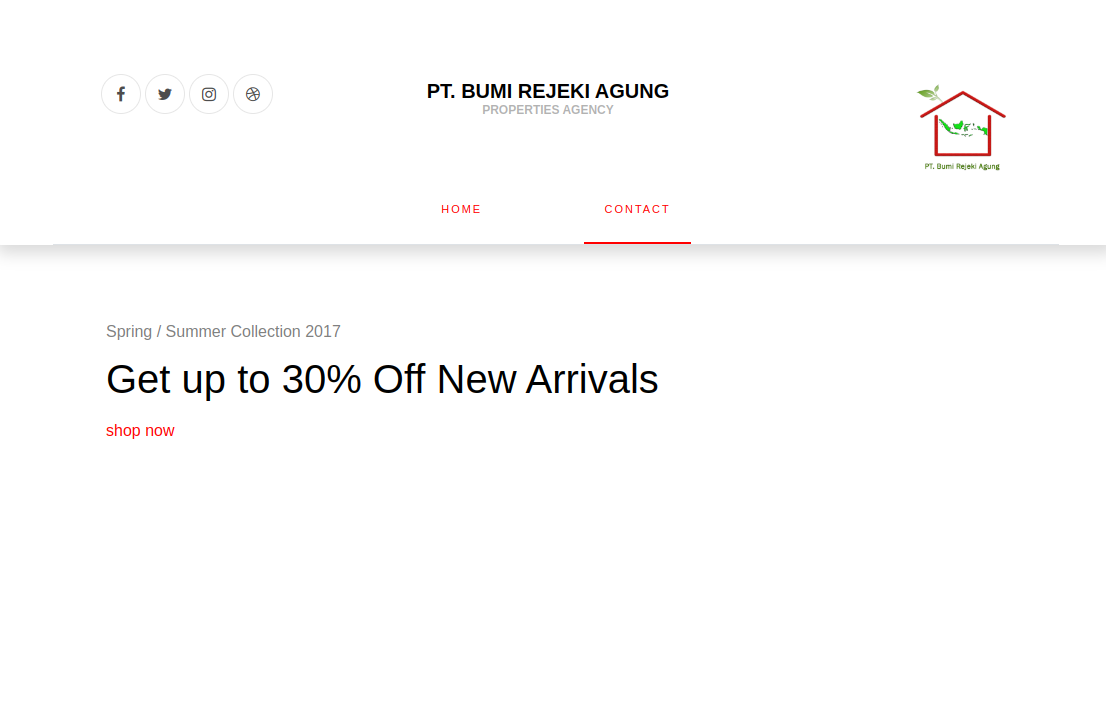 PT. BUMI REJEKI AGUNG
PROPERTIES AGENCY
PT. Bumi Rejeki Agung
HOME
CONTACT
Spring / Summer Collection 2017
Get up to 30% Off New Arrivals
shop now